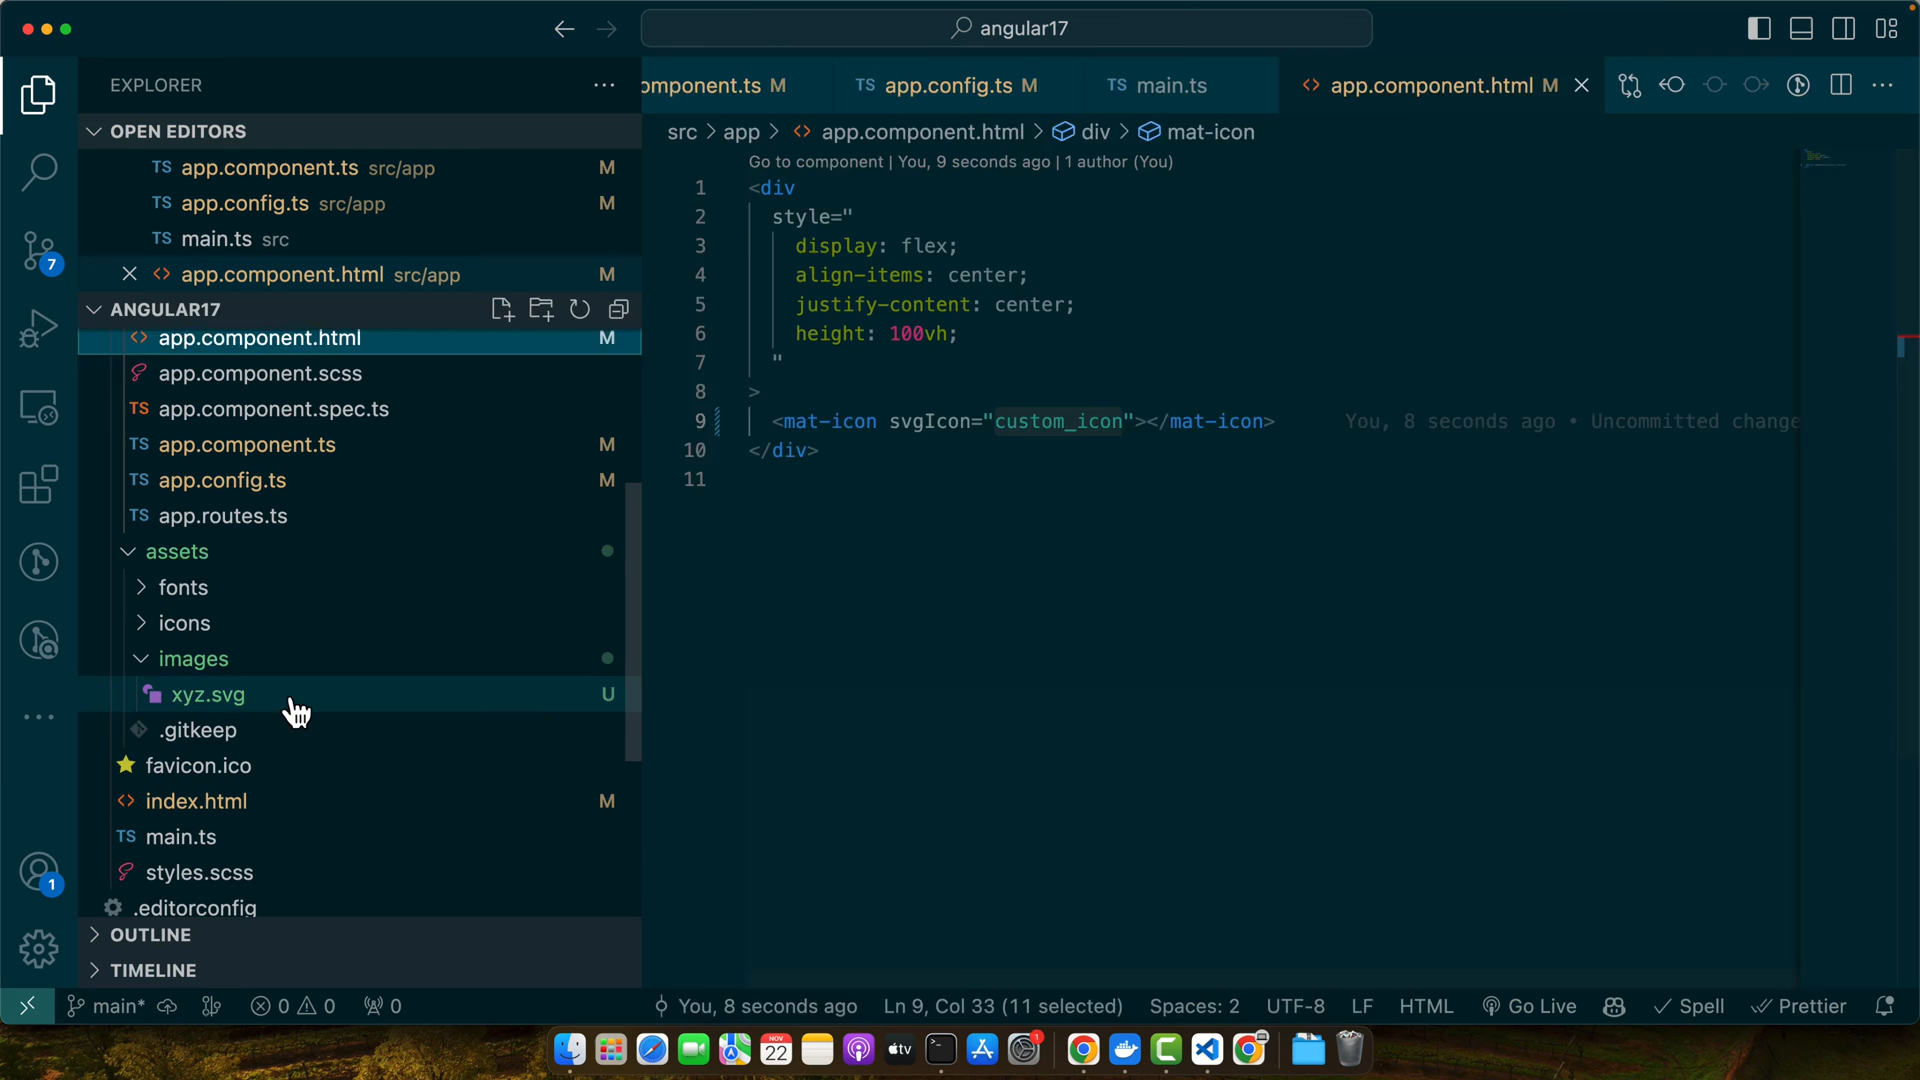 angular17
EXPLORER
OPEN EDITORS
TS app.component.ts src/app M
TS app.config.ts src/app M
TS main.ts src
<> app.component.html src/app M
ANGULAR17
<> app.component.html M
app.component.scss
TS app.component.spec.ts
TS app.component.ts M
TS app.config.ts M
TS app.routes.ts
assets
fonts
icons
images
xyz.svg U
.gitkeep
favicon.ico
<> index.html M
TS main.ts
styles.scss
.editorconfig
OUTLINE
TIMELINE
7
1
omponent.ts M
TS app.config.ts M
TS main.ts
<> app.component.html M
src > app > <> app.component.html > div > mat-icon
Go to component | You, 9 seconds ago | 1 author (You)
1 <div
2 style="
3 display: flex;
4 align-items: center;
5 justify-content: center;
6 height: 100vh;
7 "
8 >
9 <mat-icon svgIcon="custom_icon"></mat-icon> You, 8 seconds ago • Uncommitted change
10 </div>
11
main* 0 0 0 You, 8 seconds ago Ln 9, Col 33 (11 selected) Spaces: 2 UTF-8 LF HTML Go Live Spell Prettier
NOV
22
tv
1